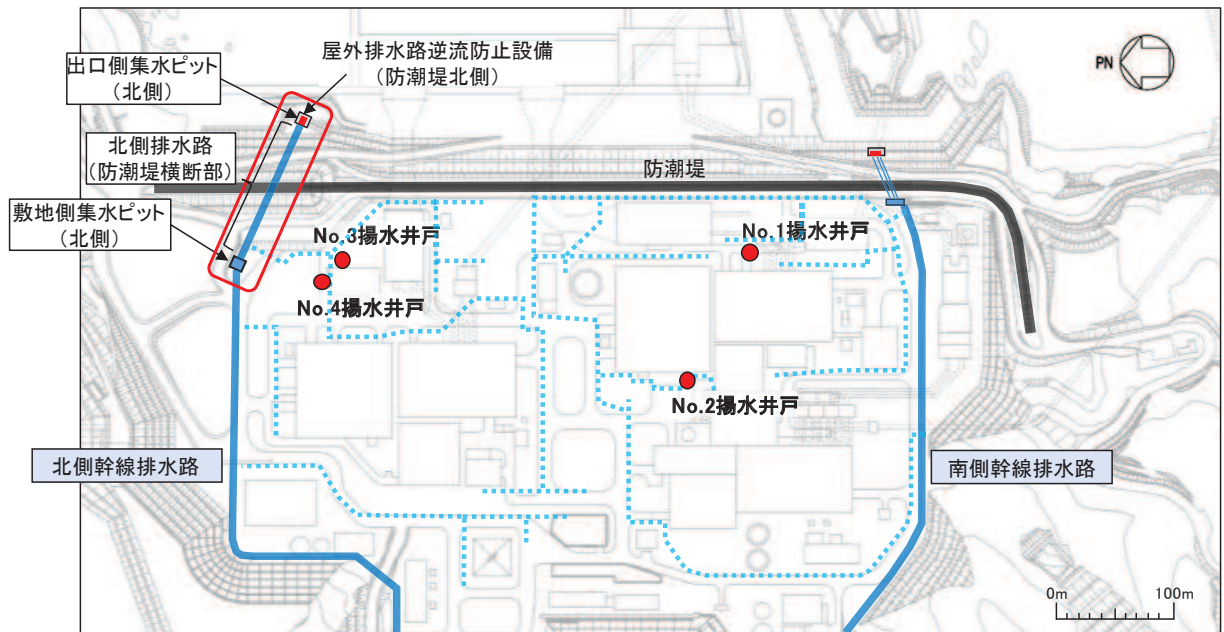 屋外排水路逆流防止設備
（防潮堤北側）
出口側集水ピット
（北側）
PN
北側排水路
（防潮堤横断部）
防潮堤
敷地側集水ピット
（北側）
No.3揚水井戸
No.1揚水井戸
No.4揚水井戸
No.2揚水井戸
北側幹線排水路
南側幹線排水路
0m 100m